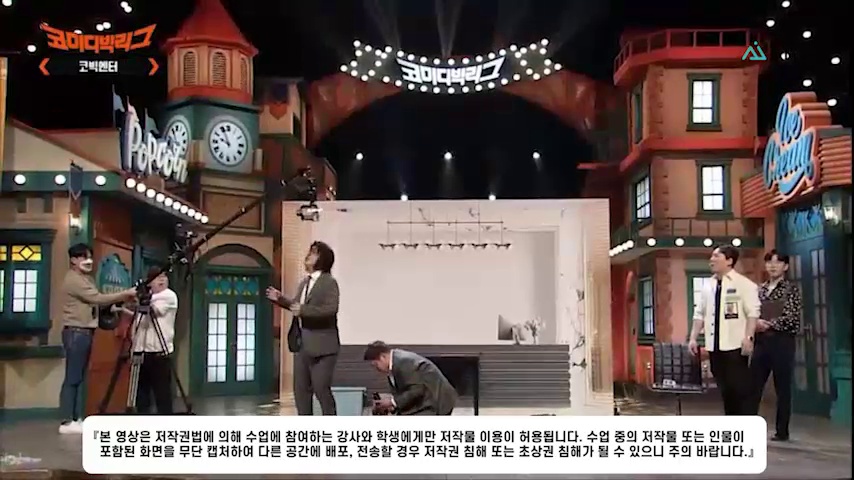 코미디빅리그
코빅엔터
코미디빅리그
POPCORN
Ice Cream
『본 영상은 저작권법에 의해 수업에 참여하는 강사와 학생에게만 저작물 이용이 허용됩니다. 수업 중의 저작물 또는 인물이
포함된 화면을 무단 캡처하여 다른 공간에 배포, 전송할 경우 저작권 침해 또는 초상권 침해가 될 수 있으니 주의 바랍니다.』